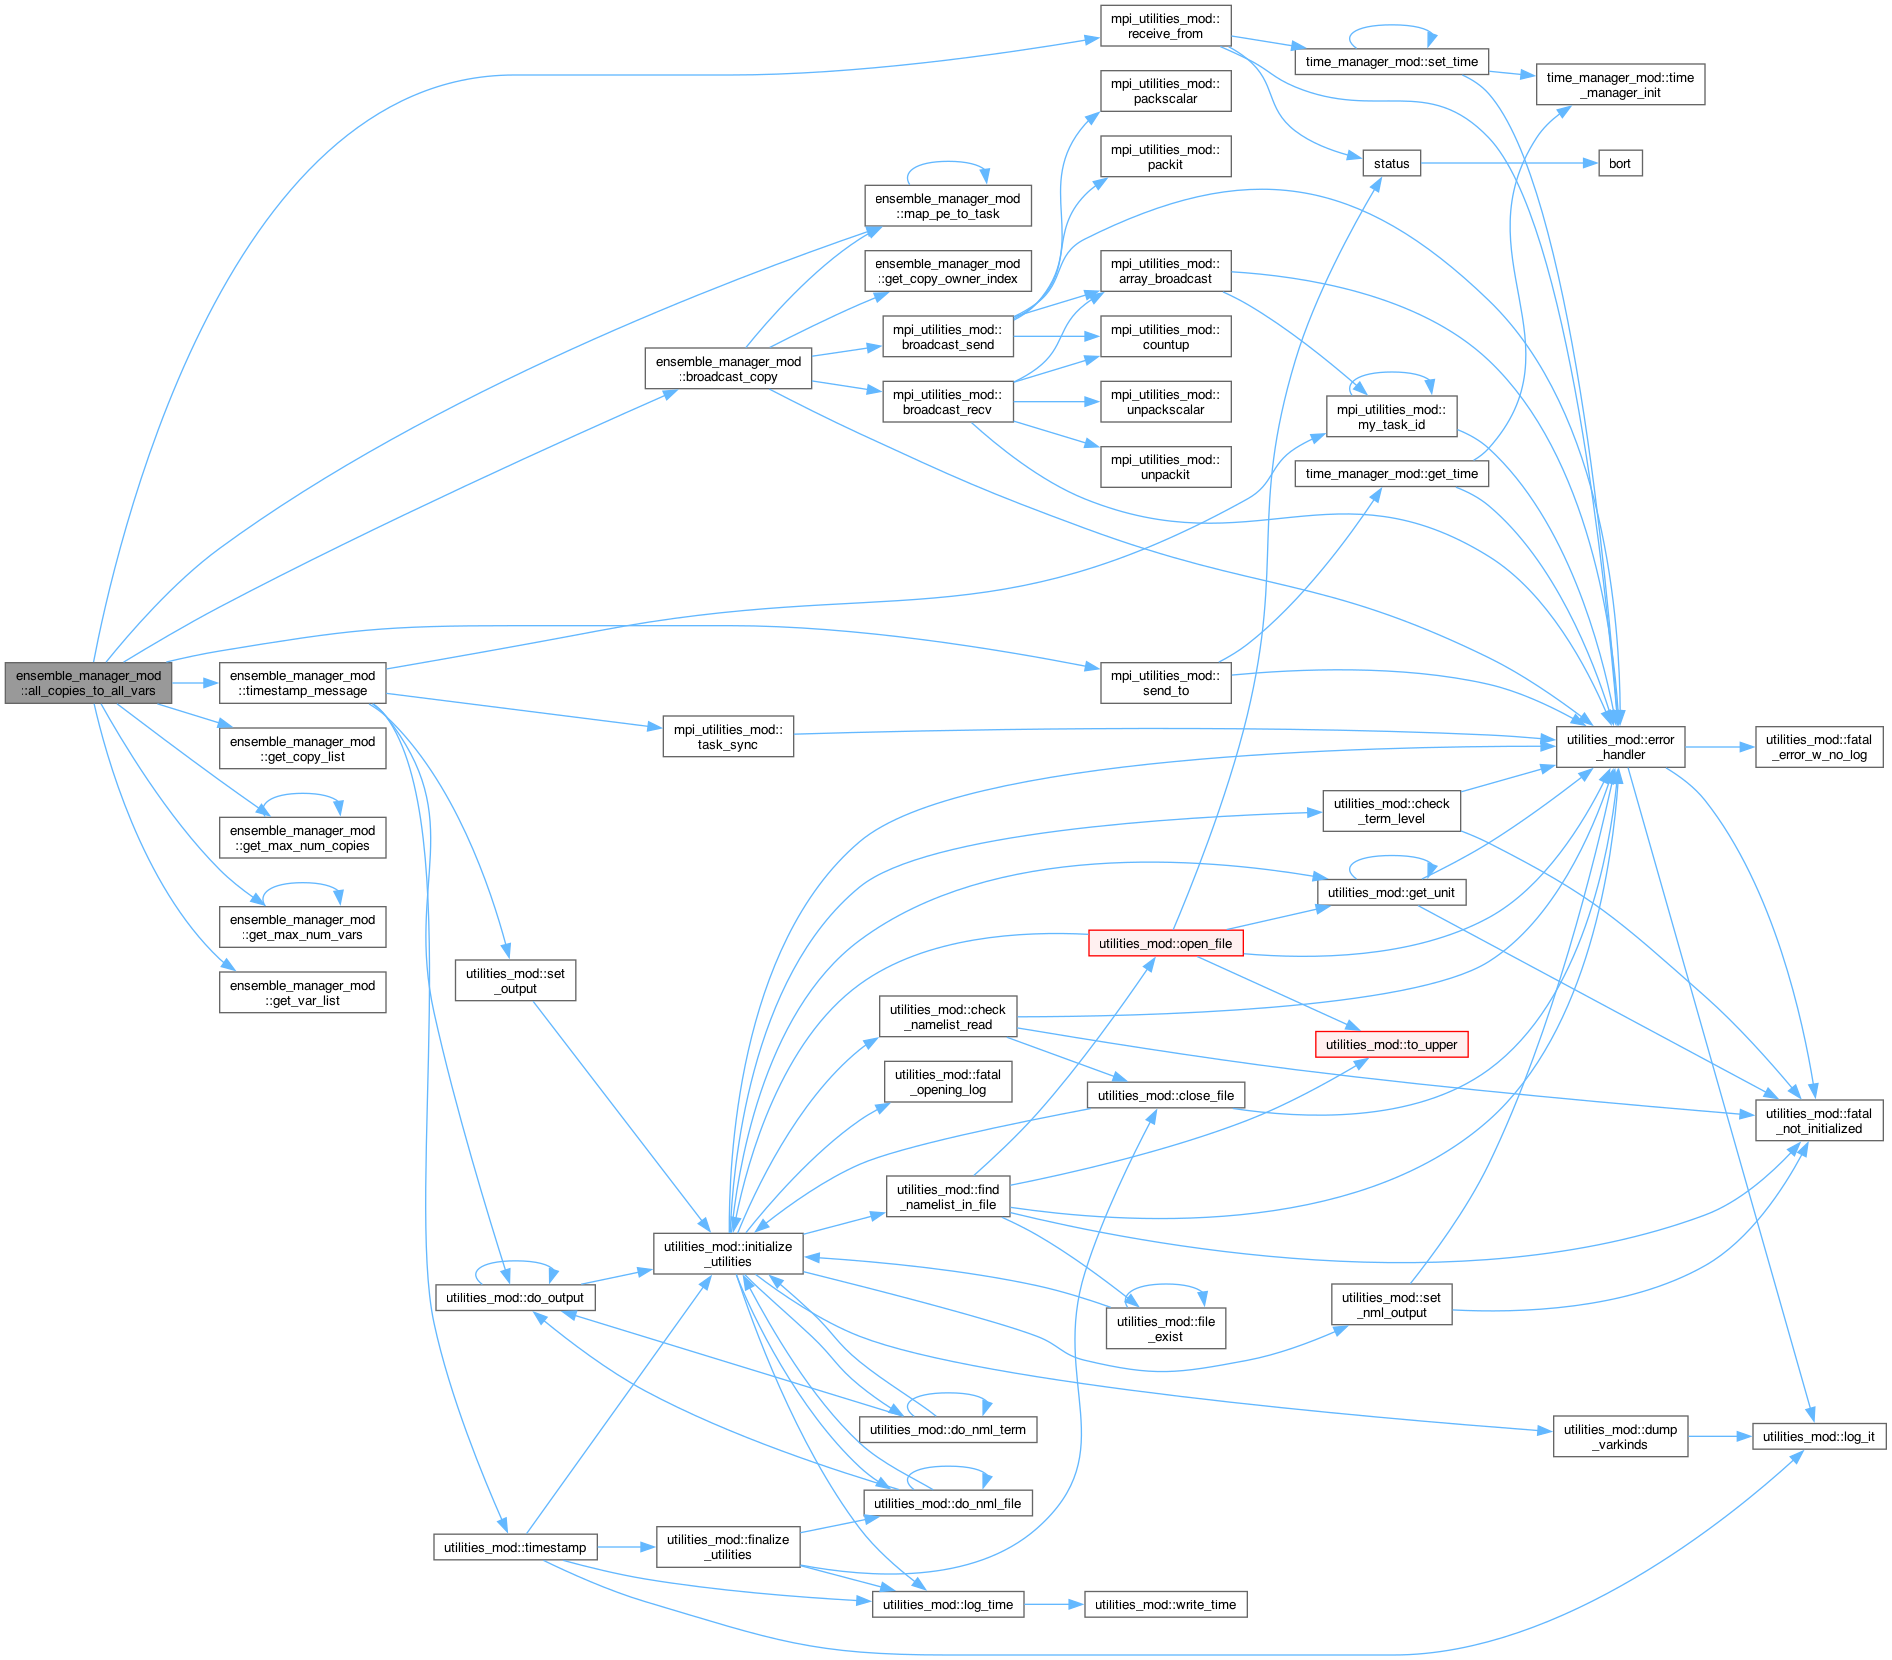 mpi_utilities_mod::
receive_from
time_manager_mod::set_time
time_manager_mod::time
_manager_init
mpi_utilities_mod::
packscalar
mpi_utilities_mod::
packit
status
bort
ensemble_manager_mod
::map_pe_to_task
ensemble_manager_mod
::get_copy_owner_index
mpi_utilities_mod::
array_broadcast
mpi_utilities_mod::
broadcast_send
mpi_utilities_mod::
countup
ensemble_manager_mod
::broadcast_copy
mpi_utilities_mod::
broadcast_recv
mpi_utilities_mod::
unpackscalar
mpi_utilities_mod::
my_task_id
mpi_utilities_mod::
unpackit
time_manager_mod::get_time
ensemble_manager_mod
::all_copies_to_all_vars
ensemble_manager_mod
::timestamp_message
mpi_utilities_mod::
send_to
ensemble_manager_mod
::get_copy_list
mpi_utilities_mod::
task_sync
utilities_mod::error
_handler
utilities_mod::fatal
_error_w_no_log
ensemble_manager_mod
::get_max_num_copies
utilities_mod::check
_term_level
ensemble_manager_mod
::get_max_num_vars
utilities_mod::get_unit
utilities_mod::open_file
ensemble_manager_mod
::get_var_list
utilities_mod::set
_output
utilities_mod::check
_namelist_read
utilities_mod::to_upper
utilities_mod::fatal
_opening_log
utilities_mod::close_file
utilities_mod::fatal
_not_initialized
utilities_mod::find
_namelist_in_file
utilities_mod::initialize
_utilities
utilities_mod::do_output
utilities_mod::file
_exist
utilities_mod::set
_nml_output
utilities_mod::do_nml_term
utilities_mod::dump
_varkinds
utilities_mod::log_it
utilities_mod::do_nml_file
utilities_mod::timestamp
utilities_mod::finalize
_utilities
utilities_mod::log_time
utilities_mod::write_time